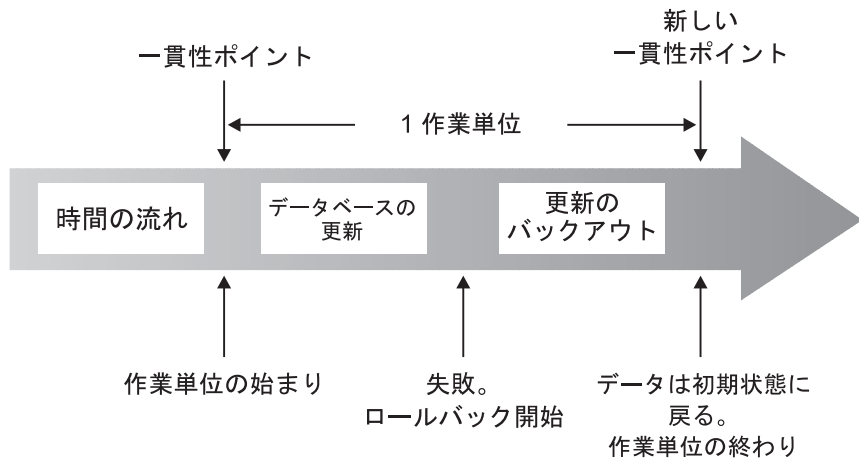 一貫性ポイント
新しい
一貫性ポイント
1 作業単位
時間の流れ
データベースの
更新
更新の
バックアウト
作業単位の始まり
失敗。
ロールバック開始
データは初期状態に
戻る。
作業単位の終わり